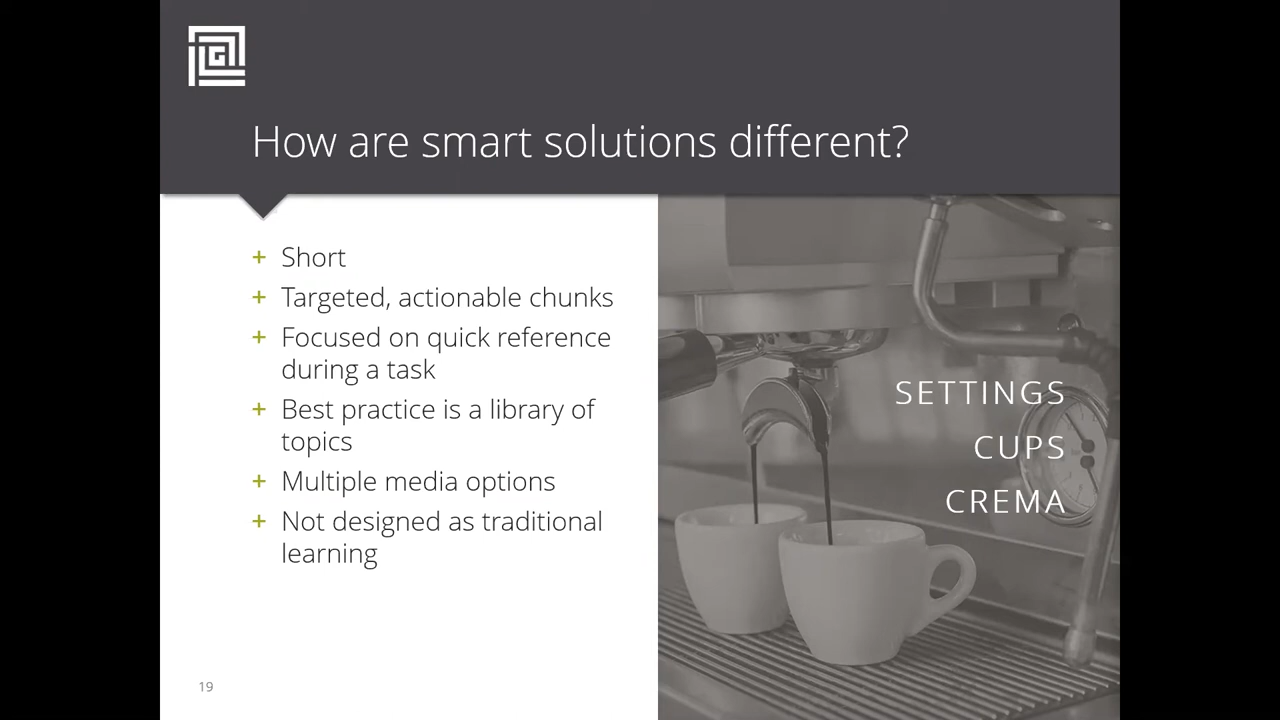 How are smart solutions different?
+ Short
+ Targeted, actionable chunks
+ Focused on quick reference
during a task
+ Best practice is a library of
topics
+ Multiple media options
+ Not designed as traditional
learning
SETTINGS
CUPS
CREMA
19